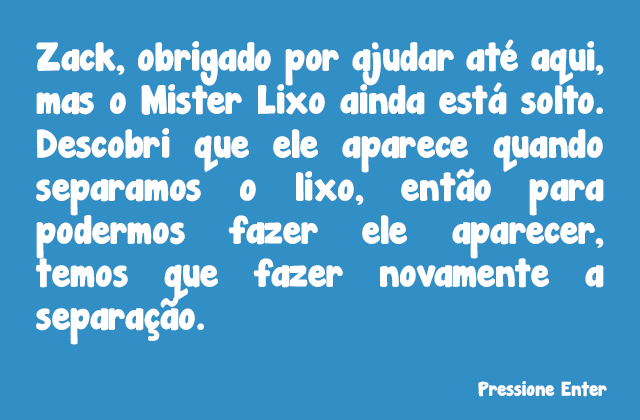 Zack, obrigado por ajudar até aqui,
mas o Mister Lixo ainda está solto.
Descobri que ele aparece quando
separamos o lixo, então para
podermos fazer ele aparecer,
temos que fazer novamente a
separação.
Pressione Enter